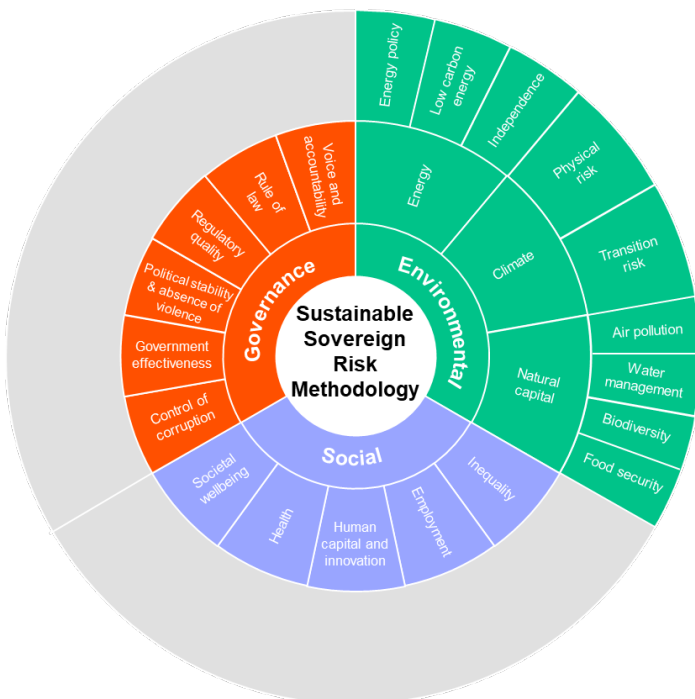 Sustainable
Sovereign
Risk
Methodology
Environmental
Energy
Energy policy
Low carbon
energy
Independence
Climate
Physical
risk
Transition
risk
Natural
capital
Air pollution
Water
management
Biodiversity
Food security
Social
Inequality
Employment
Human
capital and
innovation
Health
Societal
wellbeing
Governance
Control of
corruption
Government
effectiveness
Political stability
& absence of
violence
Regulatory
quality
Rule of
law
Voice and
accountability